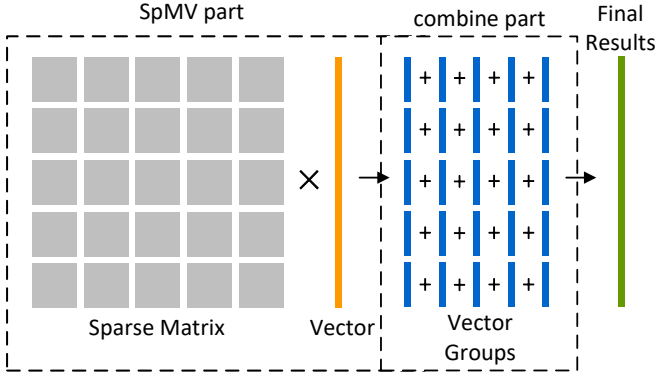 SpMV part
combine part
Final
Results
+ + + +
+ + + +
×
+ + + +
+ + + +
+ + + +
Sparse Matrix
Vector
Vector
Groups